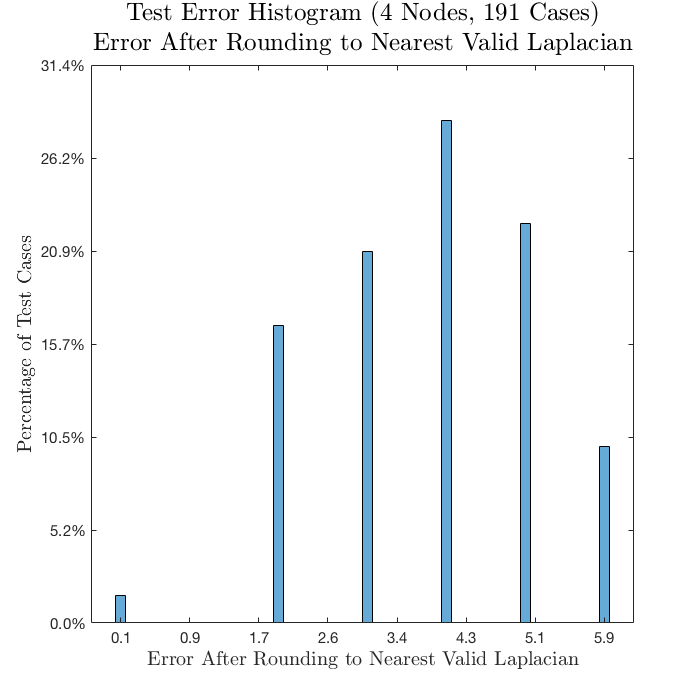 Test Error Histogram (4 Nodes, 191 Cases)
Error After Rounding to Nearest Valid Laplacian
31.4%
26.2%
20.9%
15.7%
10.5%
5.2%
0.0%
Percentage of Test Cases
0.1 0.9 1.7 2.6 3.4 4.3 5.1 5.9
Error After Rounding to Nearest Valid Laplacian